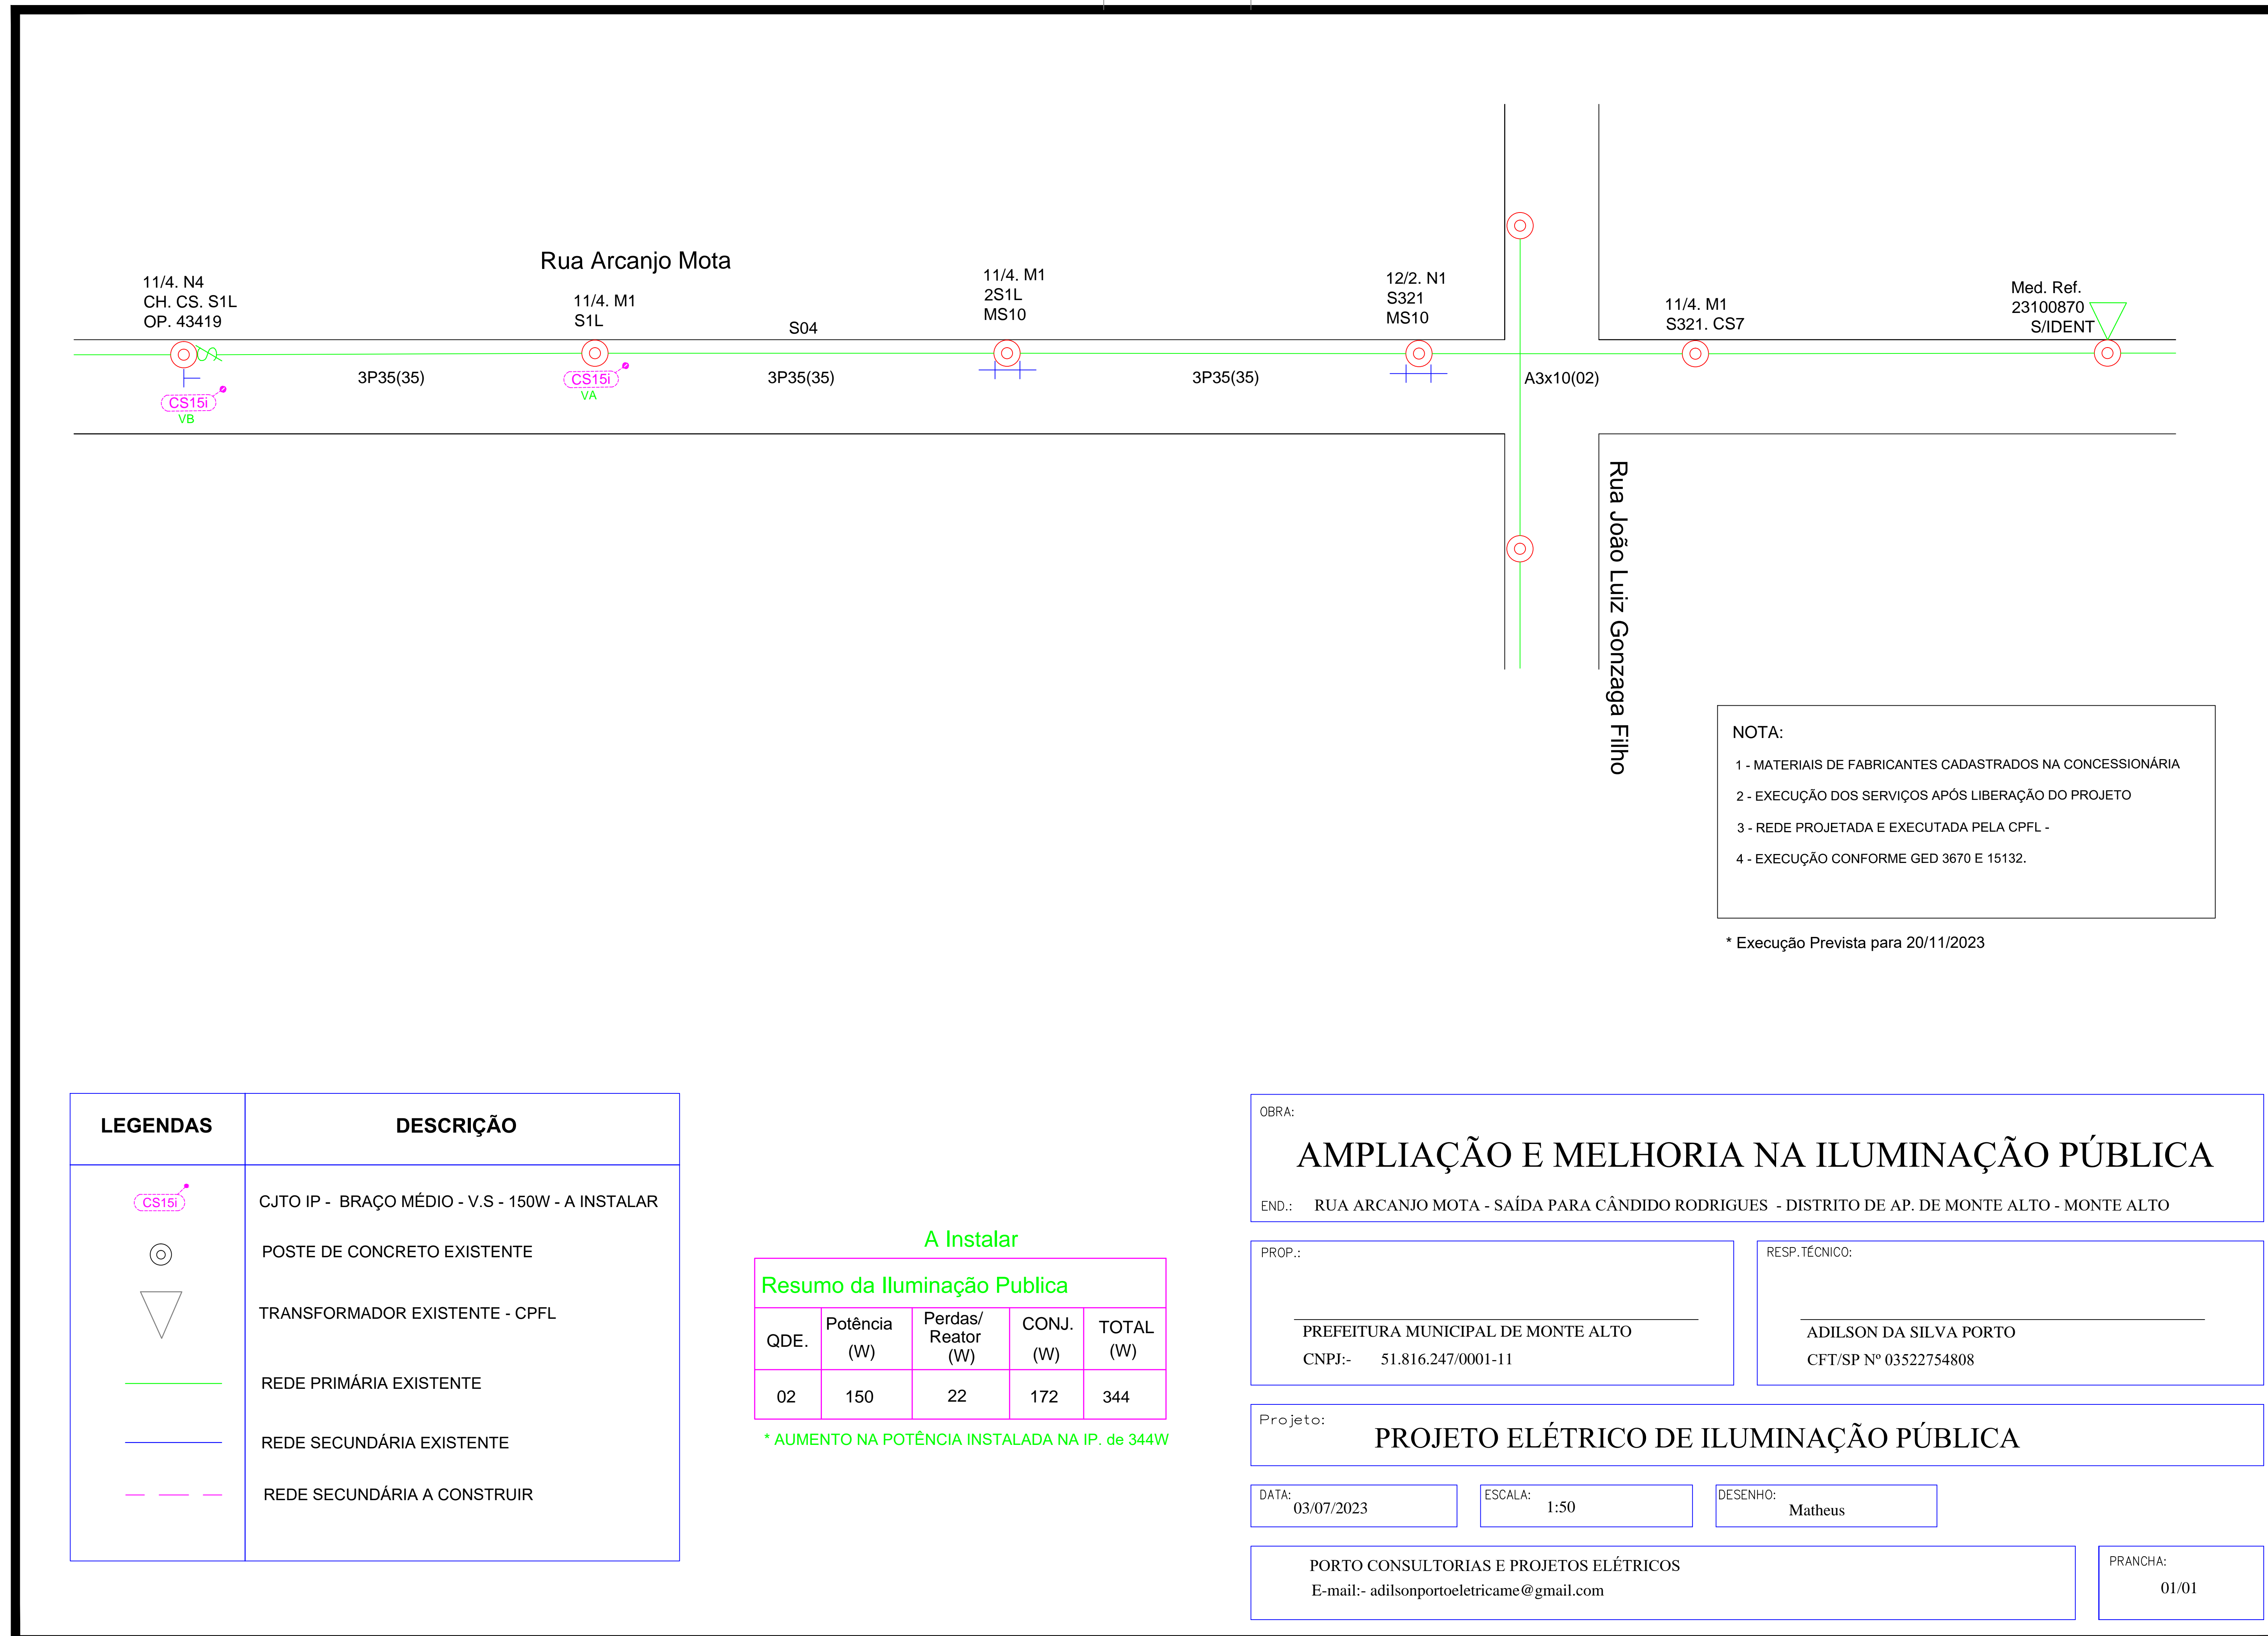 Rua Arcanjo Mota
11/4. N4
CH. CS. S1L
OP. 43419
11/4. M1
S1L
S04
11/4. M1
2S1L
MS10
12/2. N1
S321
MS10
11/4. M1
S321. CS7
Med. Ref.
23100870
S/IDENT
CS15i
VB
3P35(35)
CS15i
VA
3P35(35)
3P35(35)
A3x10(02)
Rua João Luiz Gonzaga Filho
NOTA:
1 - MATERIAIS DE FABRICANTES CADASTRADOS NA CONCESSIONÁRIA
2 - EXECUÇÃO DOS SERVIÇOS APÓS LIBERAÇÃO DO PROJETO
3 - REDE PROJETADA E EXECUTADA PELA CPFL -
4 - EXECUÇÃO CONFORME GED 3670 E 15132.
* Execução Prevista para 20/11/2023
LEGENDAS DESCRIÇÃO
CS15i CJTO IP - BRAÇO MÉDIO - V.S - 150W - A INSTALAR
POSTE DE CONCRETO EXISTENTE
TRANSFORMADOR EXISTENTE - CPFL
REDE PRIMÁRIA EXISTENTE
REDE SECUNDÁRIA EXISTENTE
REDE SECUNDÁRIA A CONSTRUIR
A Instalar
Resumo da Iluminação Publica
QDE. Potência (W) Perdas/ Reator (W) CONJ. (W) TOTAL (W)
02 150 22 172 344
* AUMENTO NA POTÊNCIA INSTALADA NA IP. de 344W
OBRA:
AMPLIAÇÃO E MELHORIA NA ILUMINAÇÃO PÚBLICA
END.: RUA ARCANJO MOTA - SAÍDA PARA CÂNDIDO RODRIGUES - DISTRITO DE AP. DE MONTE ALTO - MONTE ALTO
PROP.:
PREFEITURA MUNICIPAL DE MONTE ALTO
CNPJ:- 51.816.247/0001-11
RESP.TÉCNICO:
ADILSON DA SILVA PORTO
CFT/SP Nº 03522754808
Projeto:
PROJETO ELÉTRICO DE ILUMINAÇÃO PÚBLICA
DATA: 03/07/2023
ESCALA: 1:50
DESENHO: Matheus
PORTO CONSULTORIAS E PROJETOS ELÉTRICOS
E-mail:- adilsonportoeletricame@gmail.com
PRANCHA:
01/01